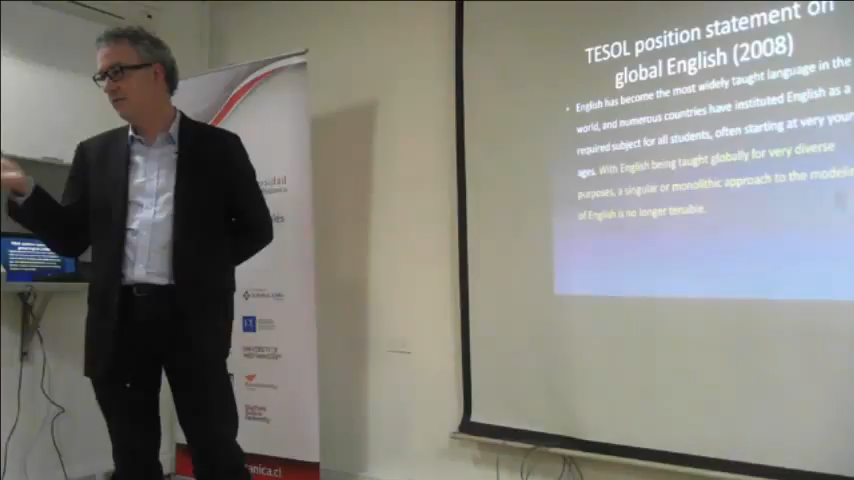 TESOL position statement on
global English (2008)
• English has become the most widely taught language in the
world, and numerous countries have instituted English as a
required subject for all students, often starting at very young
ages. With English being taught globally for very diverse
purposes, a singular or monolithic approach to the modeling
of English is no longer tenable.
anica.cl